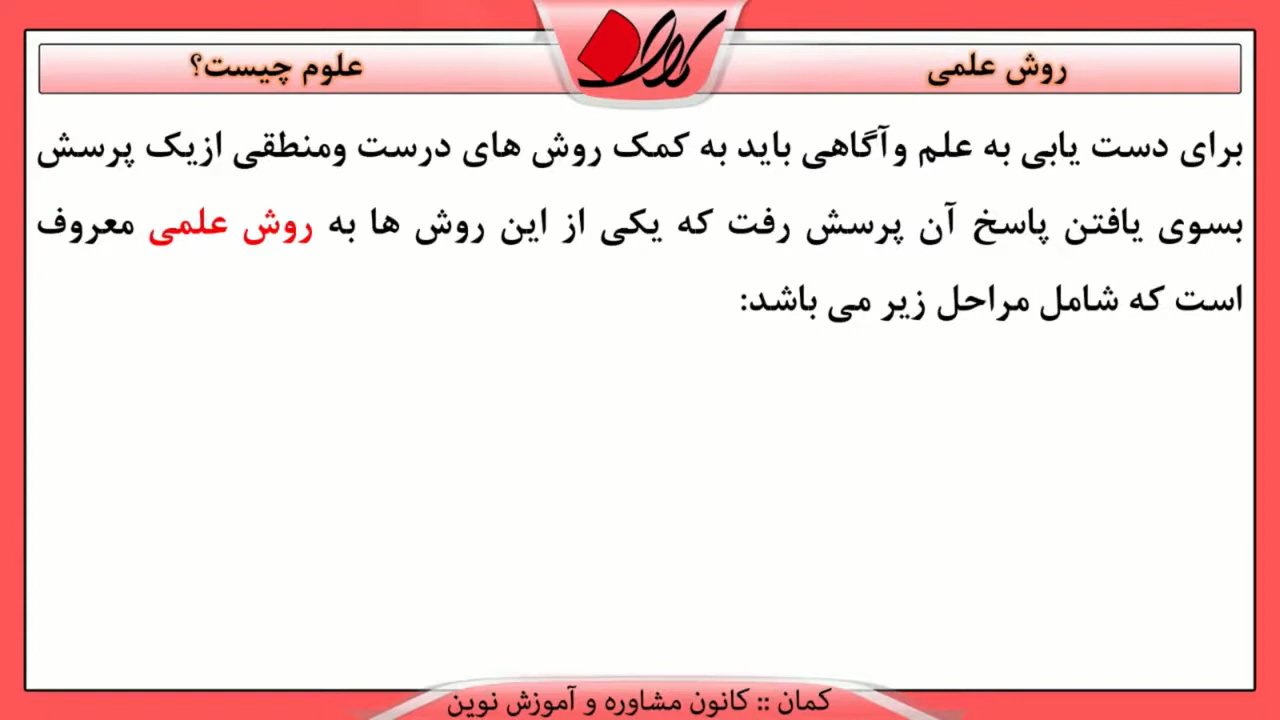 روش علمی
علوم چیست؟
کمان
برای دست یابی به علم وآگاهی باید به کمک روش های درست ومنطقی ازیک پرسش
بسوی یافتن پاسخ آن پرسش رفت که یکی از این روش ها به روش علمی معروف
است که شامل مراحل زیر می باشد:
کمان :: کانون مشاوره و آموزش نوین